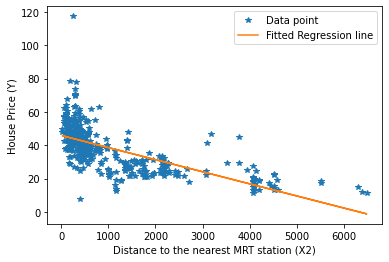 Data point
Fitted Regression line
House Price (Y)
120
100
80
60
40
20
0
0 1000 2000 3000 4000 5000 6000
Distance to the nearest MRT station (X2)